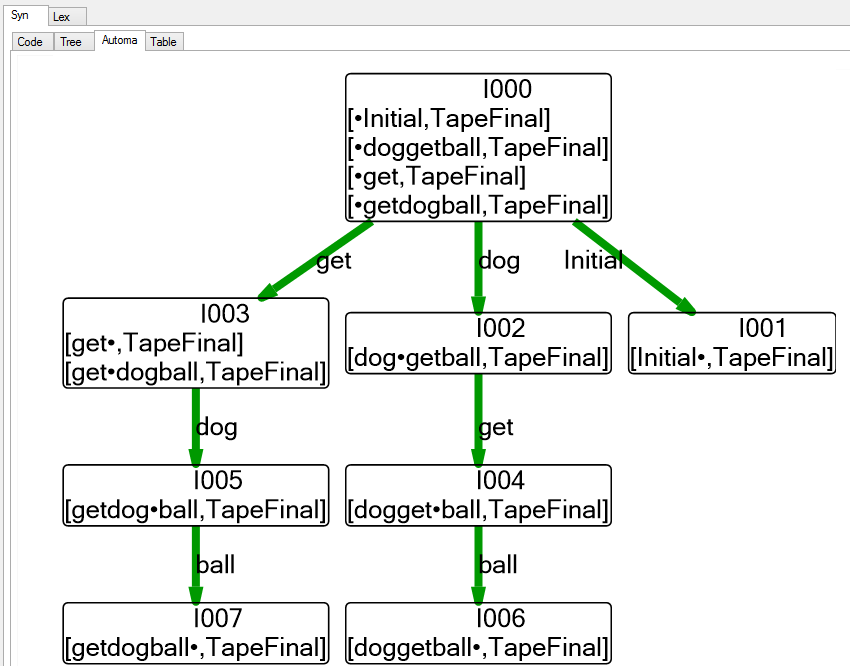 Syn Lex
Code Tree Automa Table
I000
[•Initial,TapeFinal]
[•doggetball,TapeFinal]
[•get,TapeFinal]
[•getdogball,TapeFinal]
get dog Initial
I003
[get•,TapeFinal]
[get•dogball,TapeFinal]
I002
[dog•getball,TapeFinal]
I001
[Initial•,TapeFinal]
dog get
I005
[getdog•ball,TapeFinal]
I004
[dogget•ball,TapeFinal]
ball ball
I007
[getdogball•,TapeFinal]
I006
[doggetball•,TapeFinal]